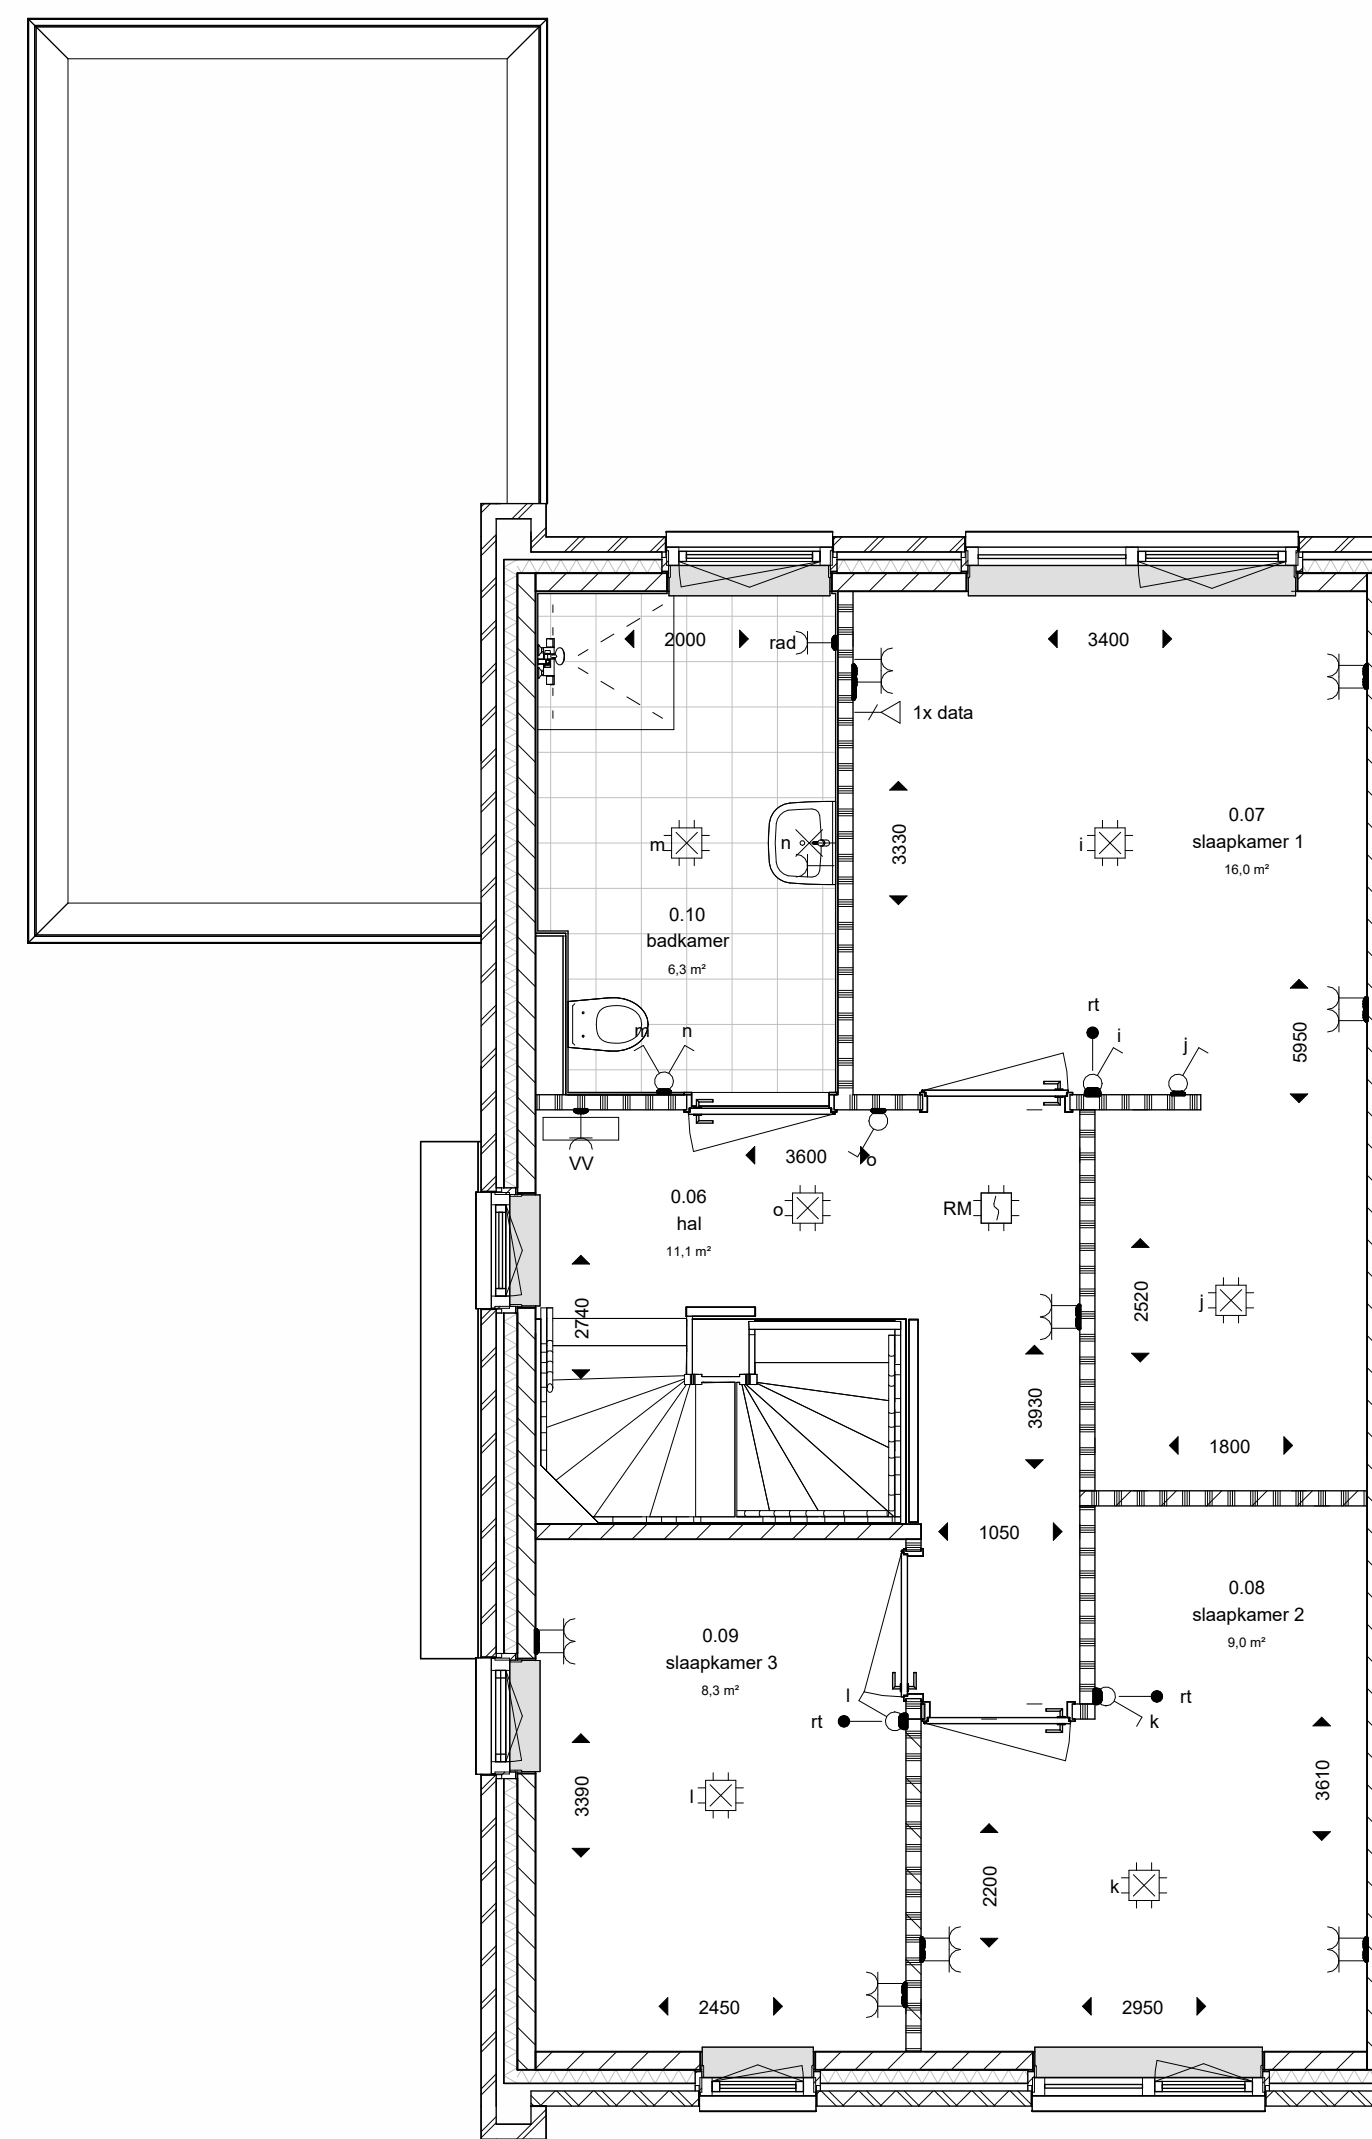 2000
rad
3400
1x data
0.07
slaapkamer 1
16,0 m²
3330
m
n
i
0.10
badkamer
6,3 m²
rt
i
j
5950
m
n
VV
3600
o
0.06
hal
11,1 m²
o
RM
2740
2520
j
3930
1800
1050
0.08
slaapkamer 2
9,0 m²
0.09
slaapkamer 3
8,3 m²
l
rt
rt
k
3390
l
3610
2200
k
2450
2950